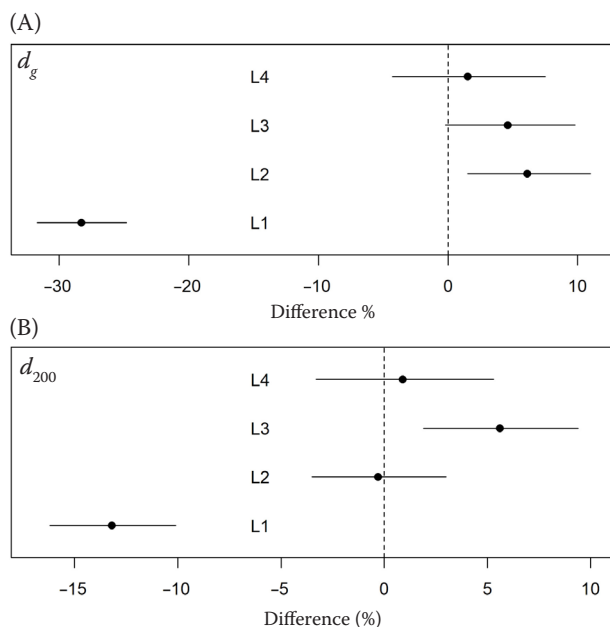 (A)
d_g
L4
L3
L2
L1
−30 −20 −10 0 10
Difference %
(B)
d_200
L4
L3
L2
L1
−15 −10 −5 0 5 10
Difference (%)